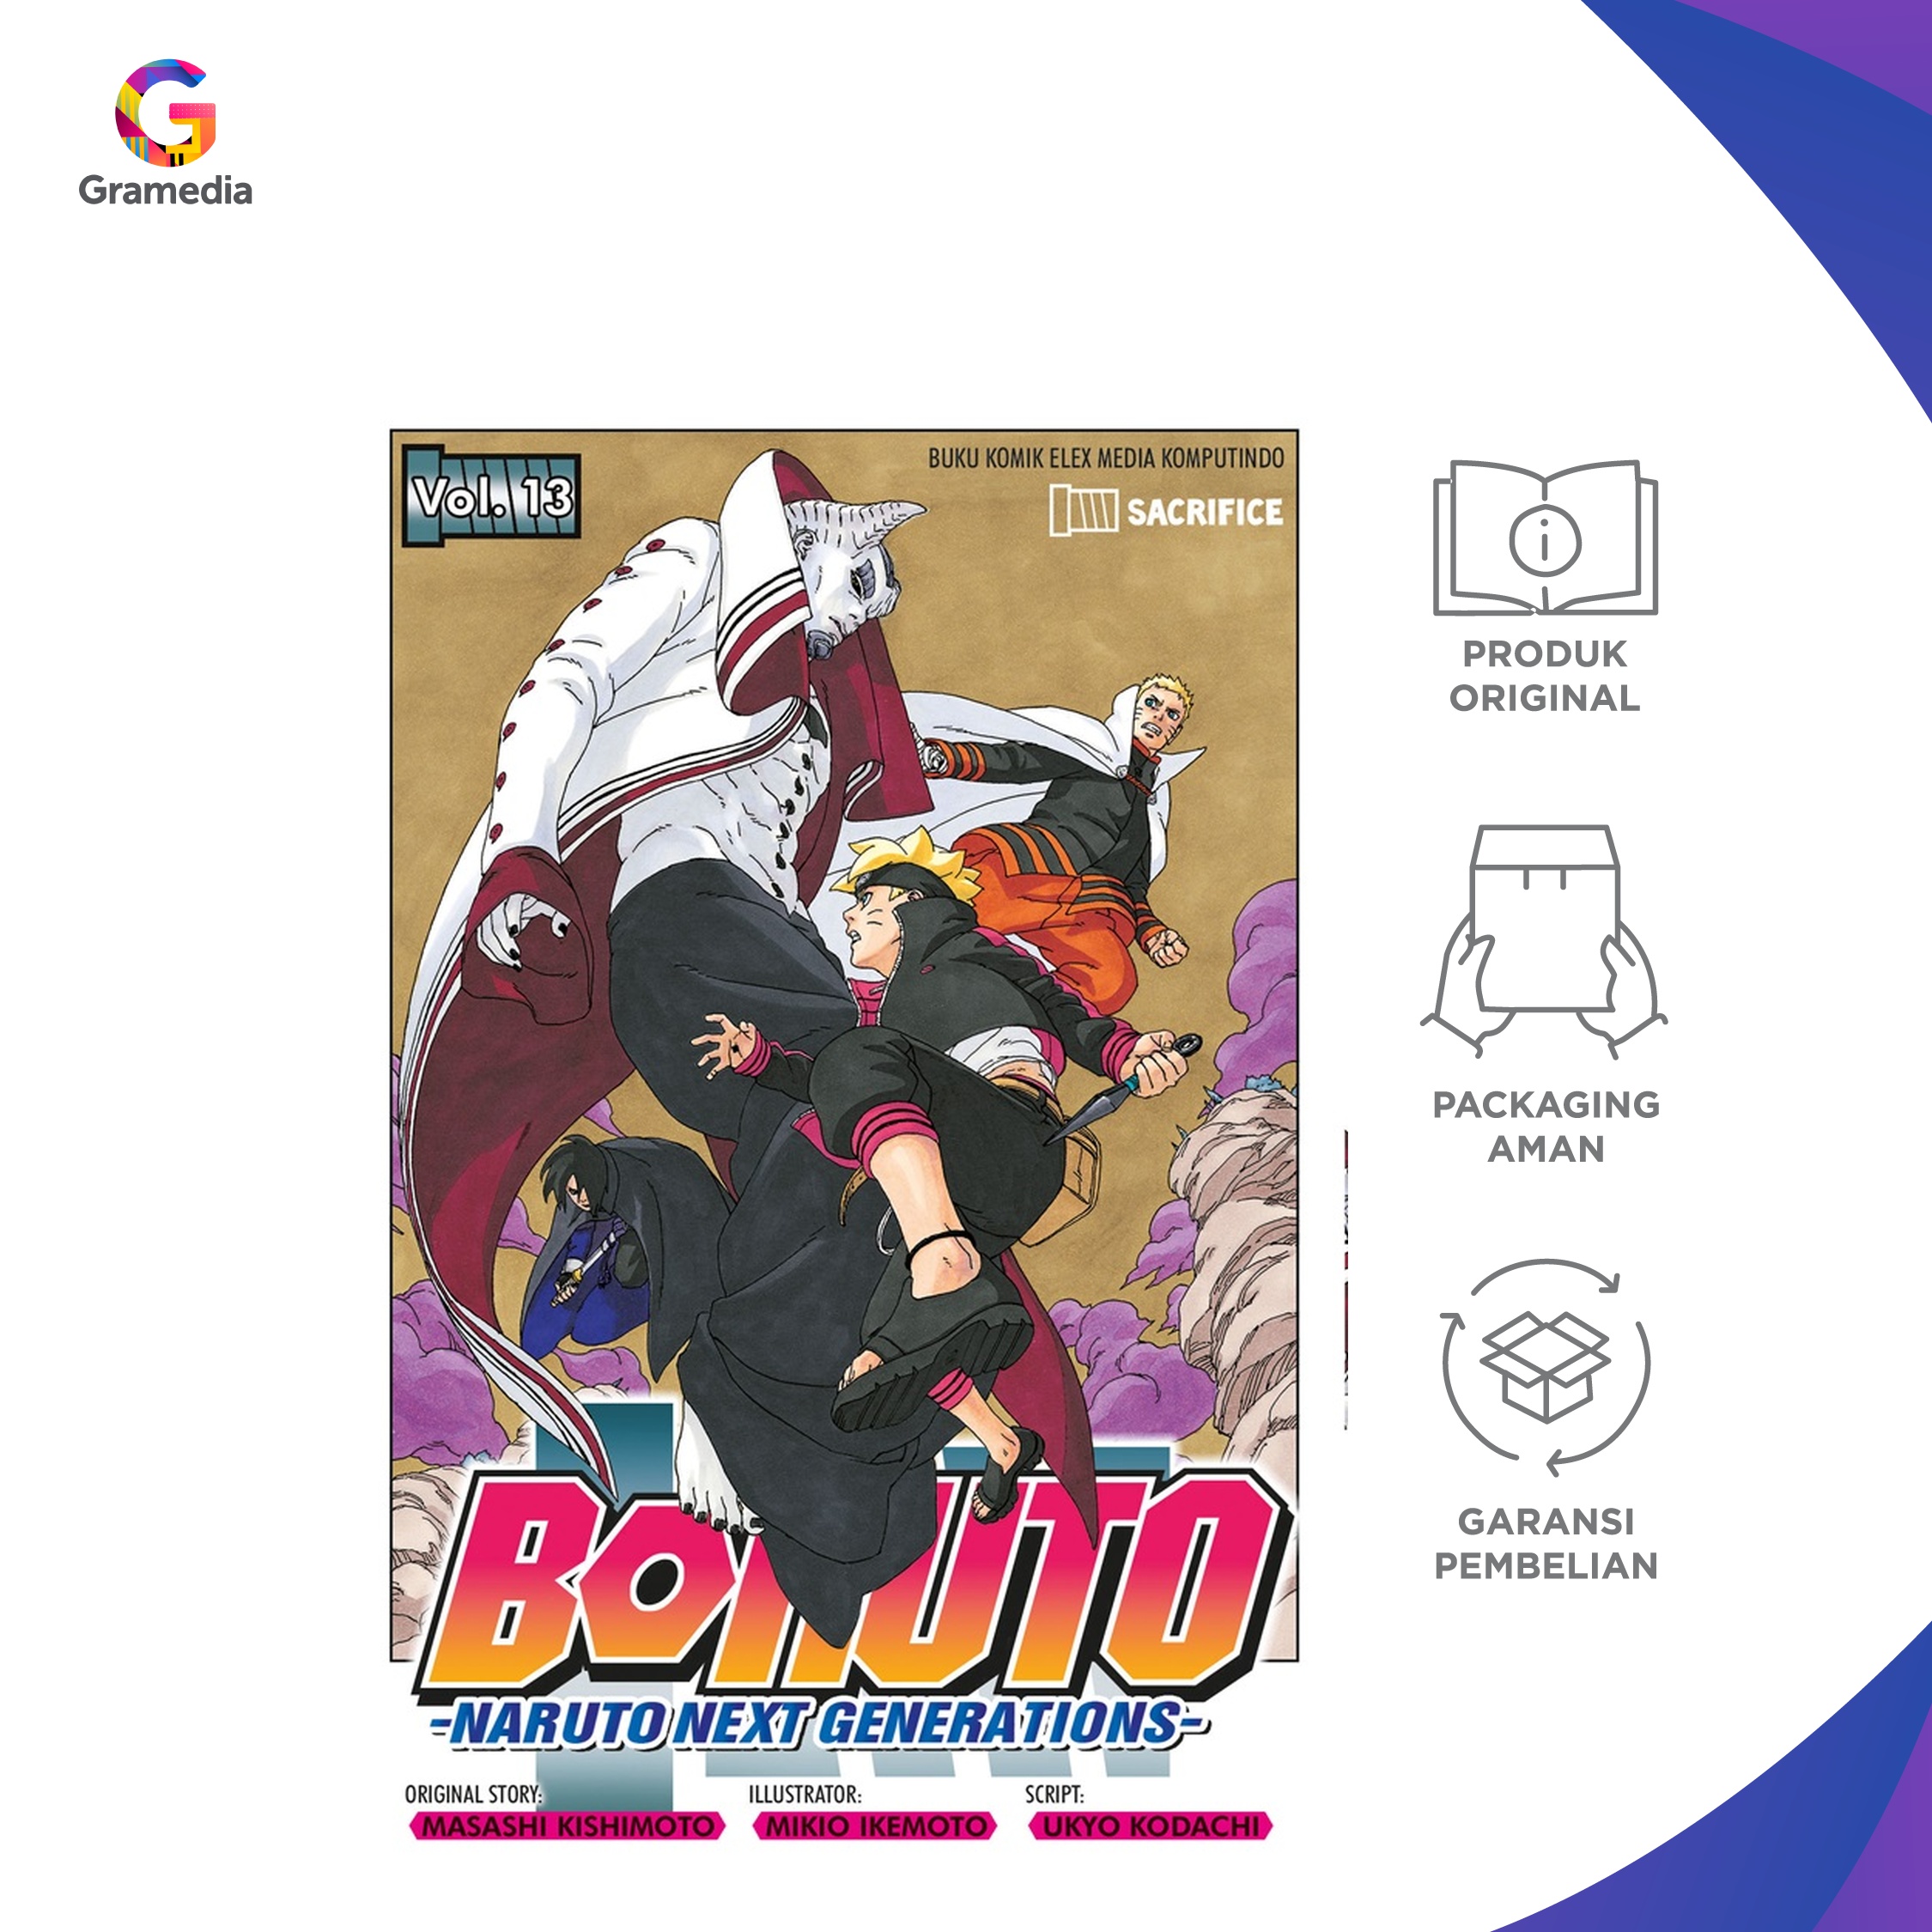 Gramedia
Vol. 13
BUKU KOMIK ELEX MEDIA KOMPUTINDO
SACRIFICE
PRODUK
ORIGINAL
PACKAGING
AMAN
GARANSI
PEMBELIAN
BORUTO
-NARUTO NEXT GENERATIONS-
ORIGINAL STORY:
MASASHI KISHIMOTO
ILLUSTRATOR:
MIKIO IKEMOTO
SCRIPT:
UKYO KODACHI